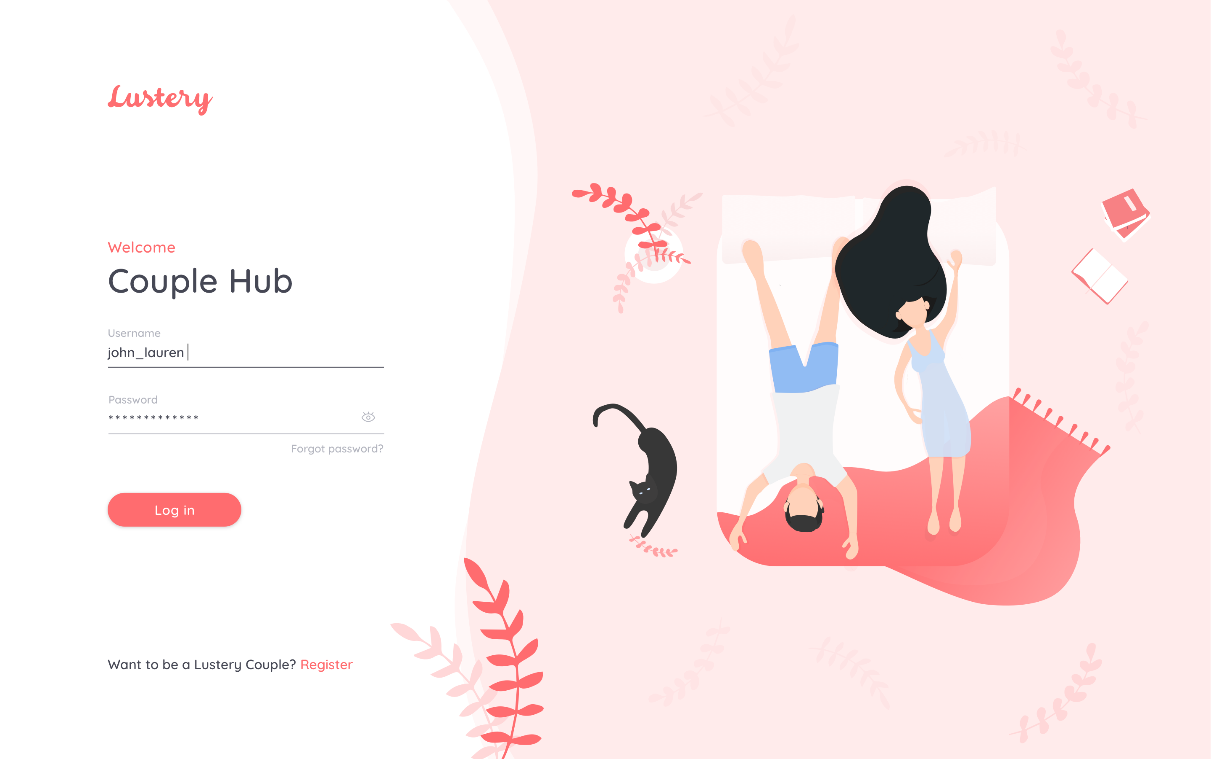 Lustery
Welcome
Couple Hub
Username
john_lauren
Password
*************
Forgot password?
Log in
Want to be a Lustery Couple? Register